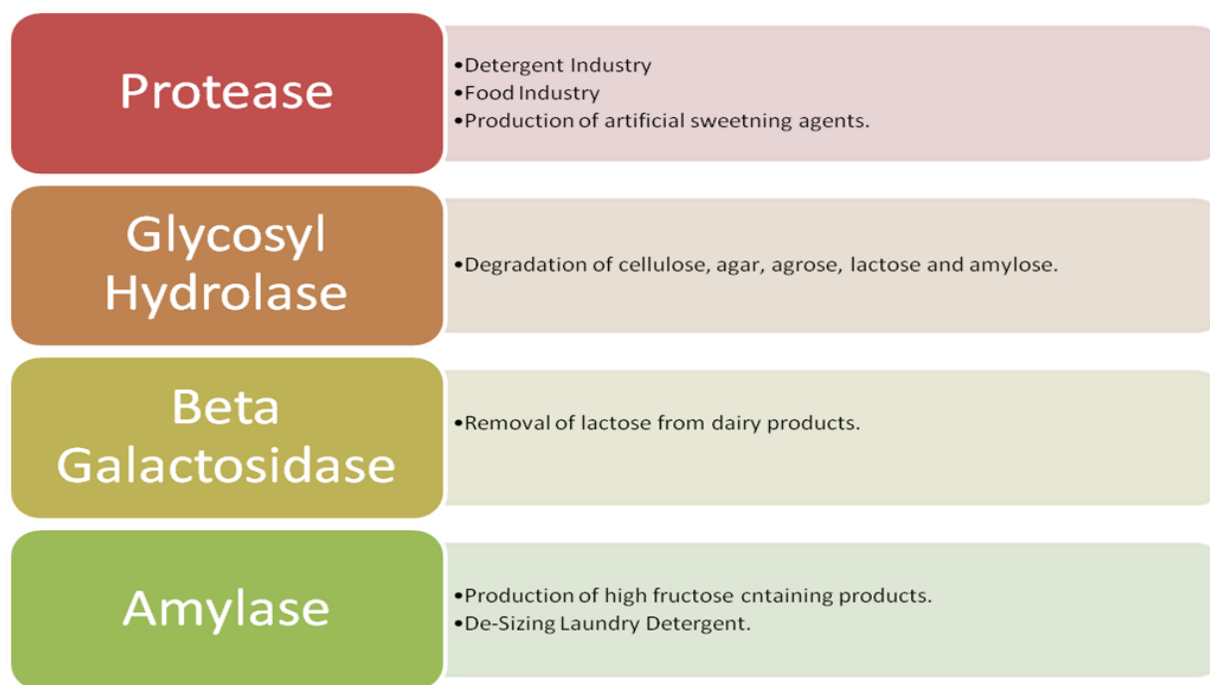 Protease
•Detergent Industry
•Food Industry
•Production of artificial sweetning agents.
Glycosyl
Hydrolase
•Degradation of cellulose, agar, agrose, lactose and amylose.
Beta
Galactosidase
•Removal of lactose from dairy products.
Amylase
•Production of high fructose cntaining products.
•De-Sizing Laundry Detergent.